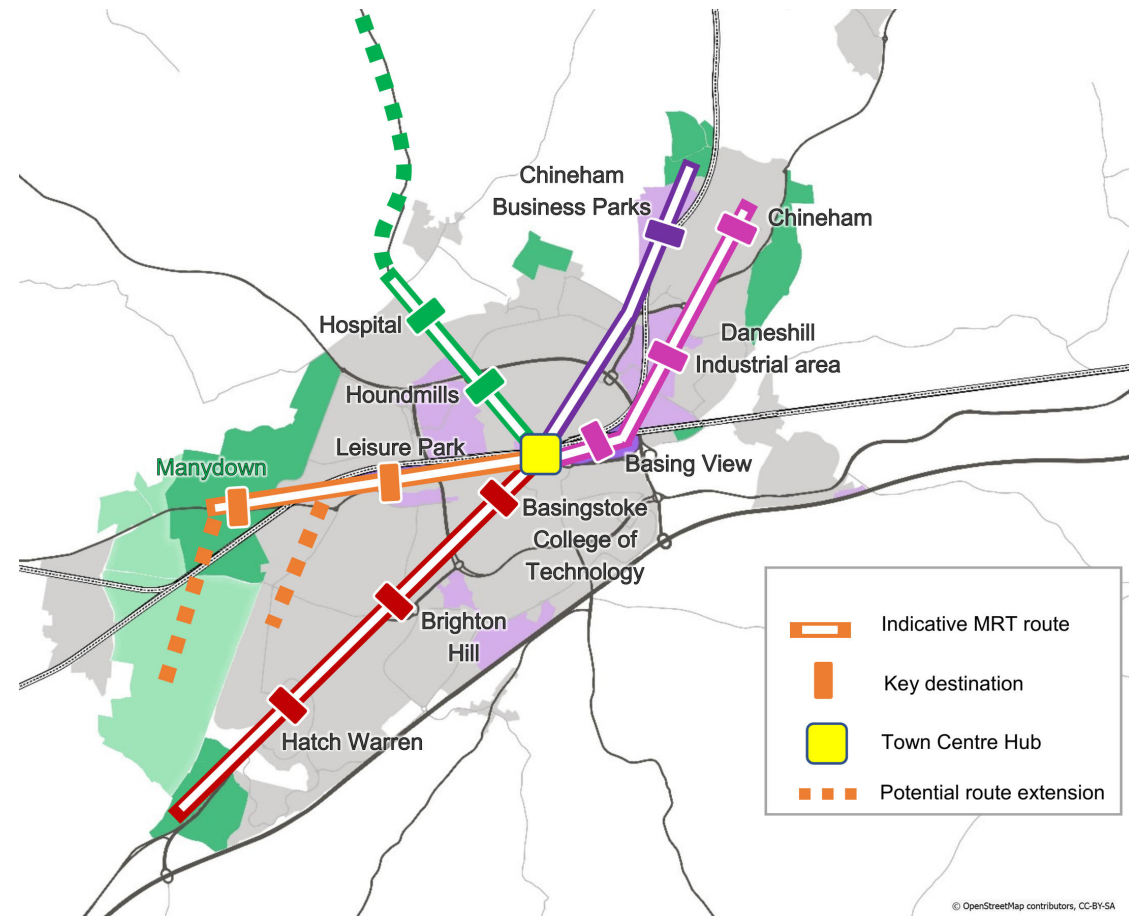 Chineham
Business Parks
Chineham
Hospital
Daneshill
Industrial area
Houndmills
Leisure Park
Manydown
Basing View
Basingstoke
College of
Technology
Brighton
Hill
Hatch Warren
Indicative MRT route
Key destination
Town Centre Hub
Potential route extension
© OpenStreetMap contributors, CC-BY-SA